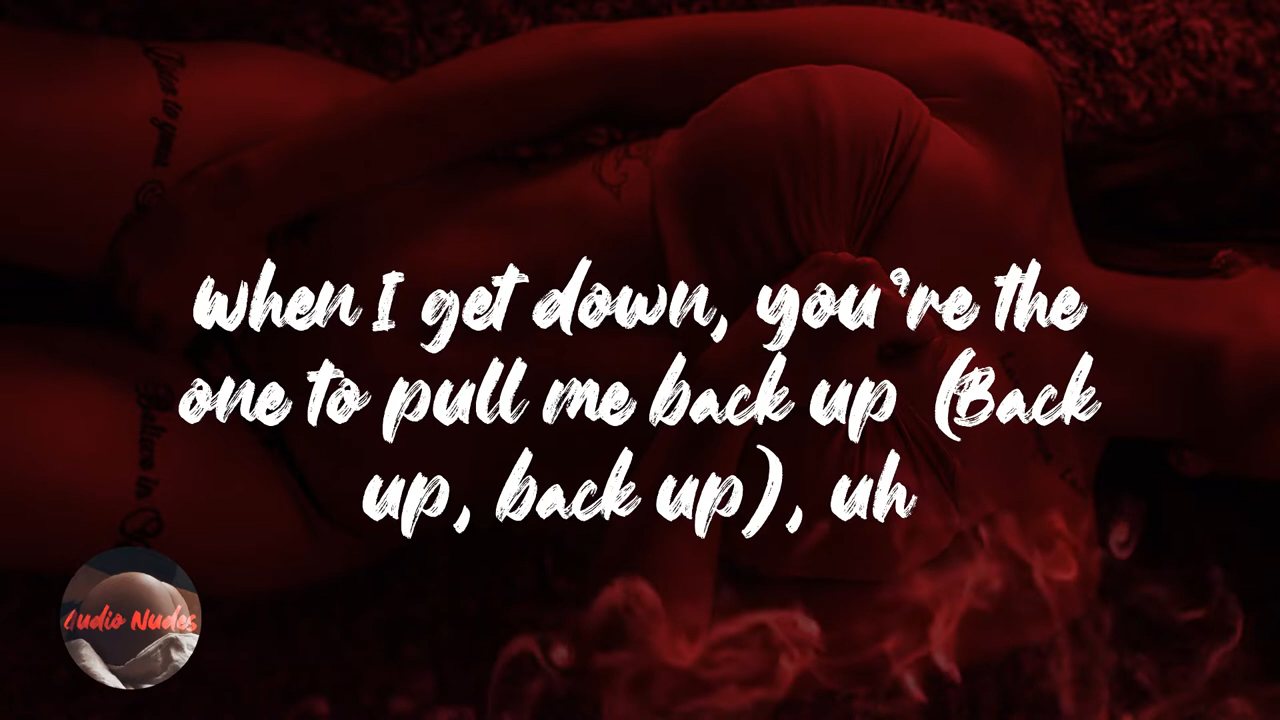 when I get down, you're the
one to pull me back up (Back
up, back up), uh
Audio Nudes